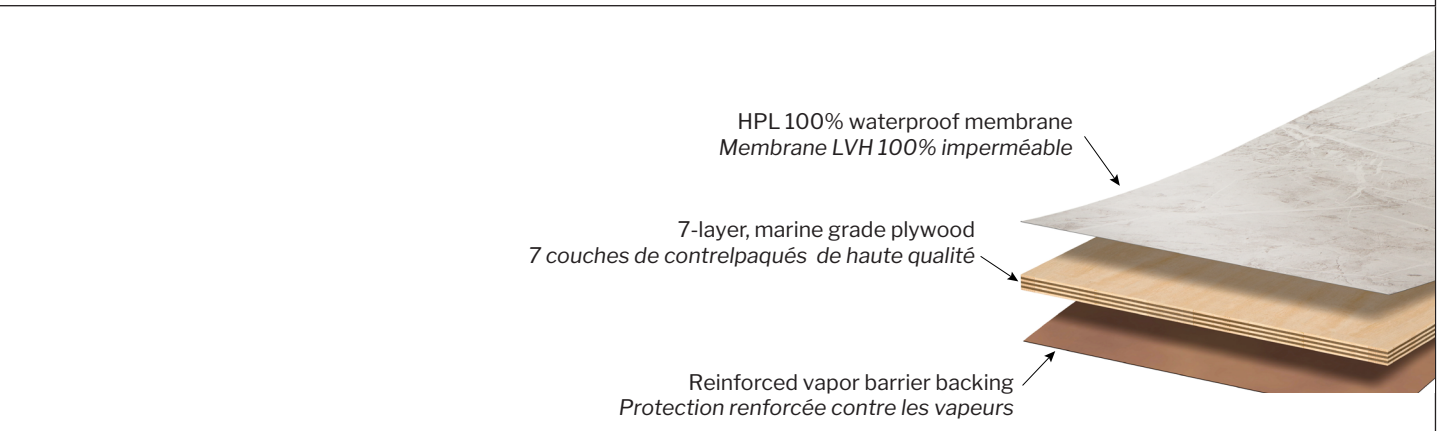 HPL 100% waterproof membrane
Membrane LVH 100% imperméable
7-layer, marine grade plywood
7 couches de contrelpaqués de haute qualité
Reinforced vapor barrier backing
Protection renforcée contre les vapeurs